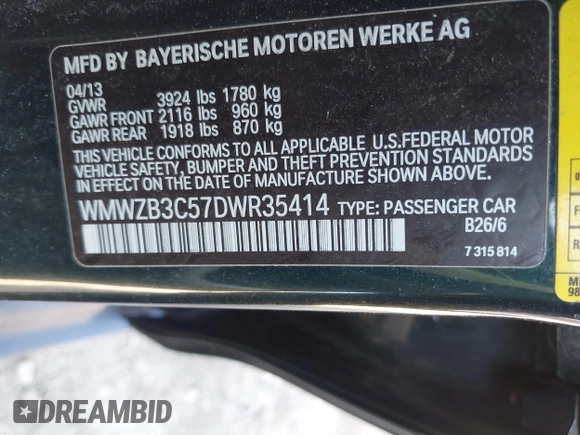 MFD BY BAYERISCHE MOTOREN WERKE AG
04/13
GVWR 3924 lbs 1780 kg
GAWR FRONT 2116 lbs 960 kg
GAWR REAR 1918 lbs 870 kg
THIS VEHICLE CONFORMS TO ALL APPLICABLE U.S.FEDERAL MOTOR
VEHICLE SAFETY, BUMPER AND THEFT PREVENTION STANDARDS
IN EFFECT ON THE DATE OF MANUFACTURE SHOWN ABOVE.
WMWZB3C57DWR35414 TYPE: PASSENGER CAR
B26/6
7 315 814
DREAMBID